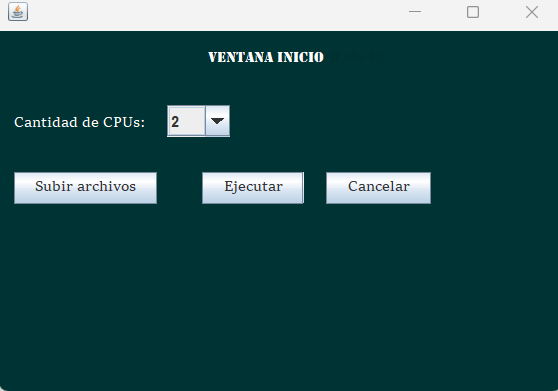 VENTANA INICIO
Cantidad de CPUs: 2
Subir archivos Ejecutar Cancelar